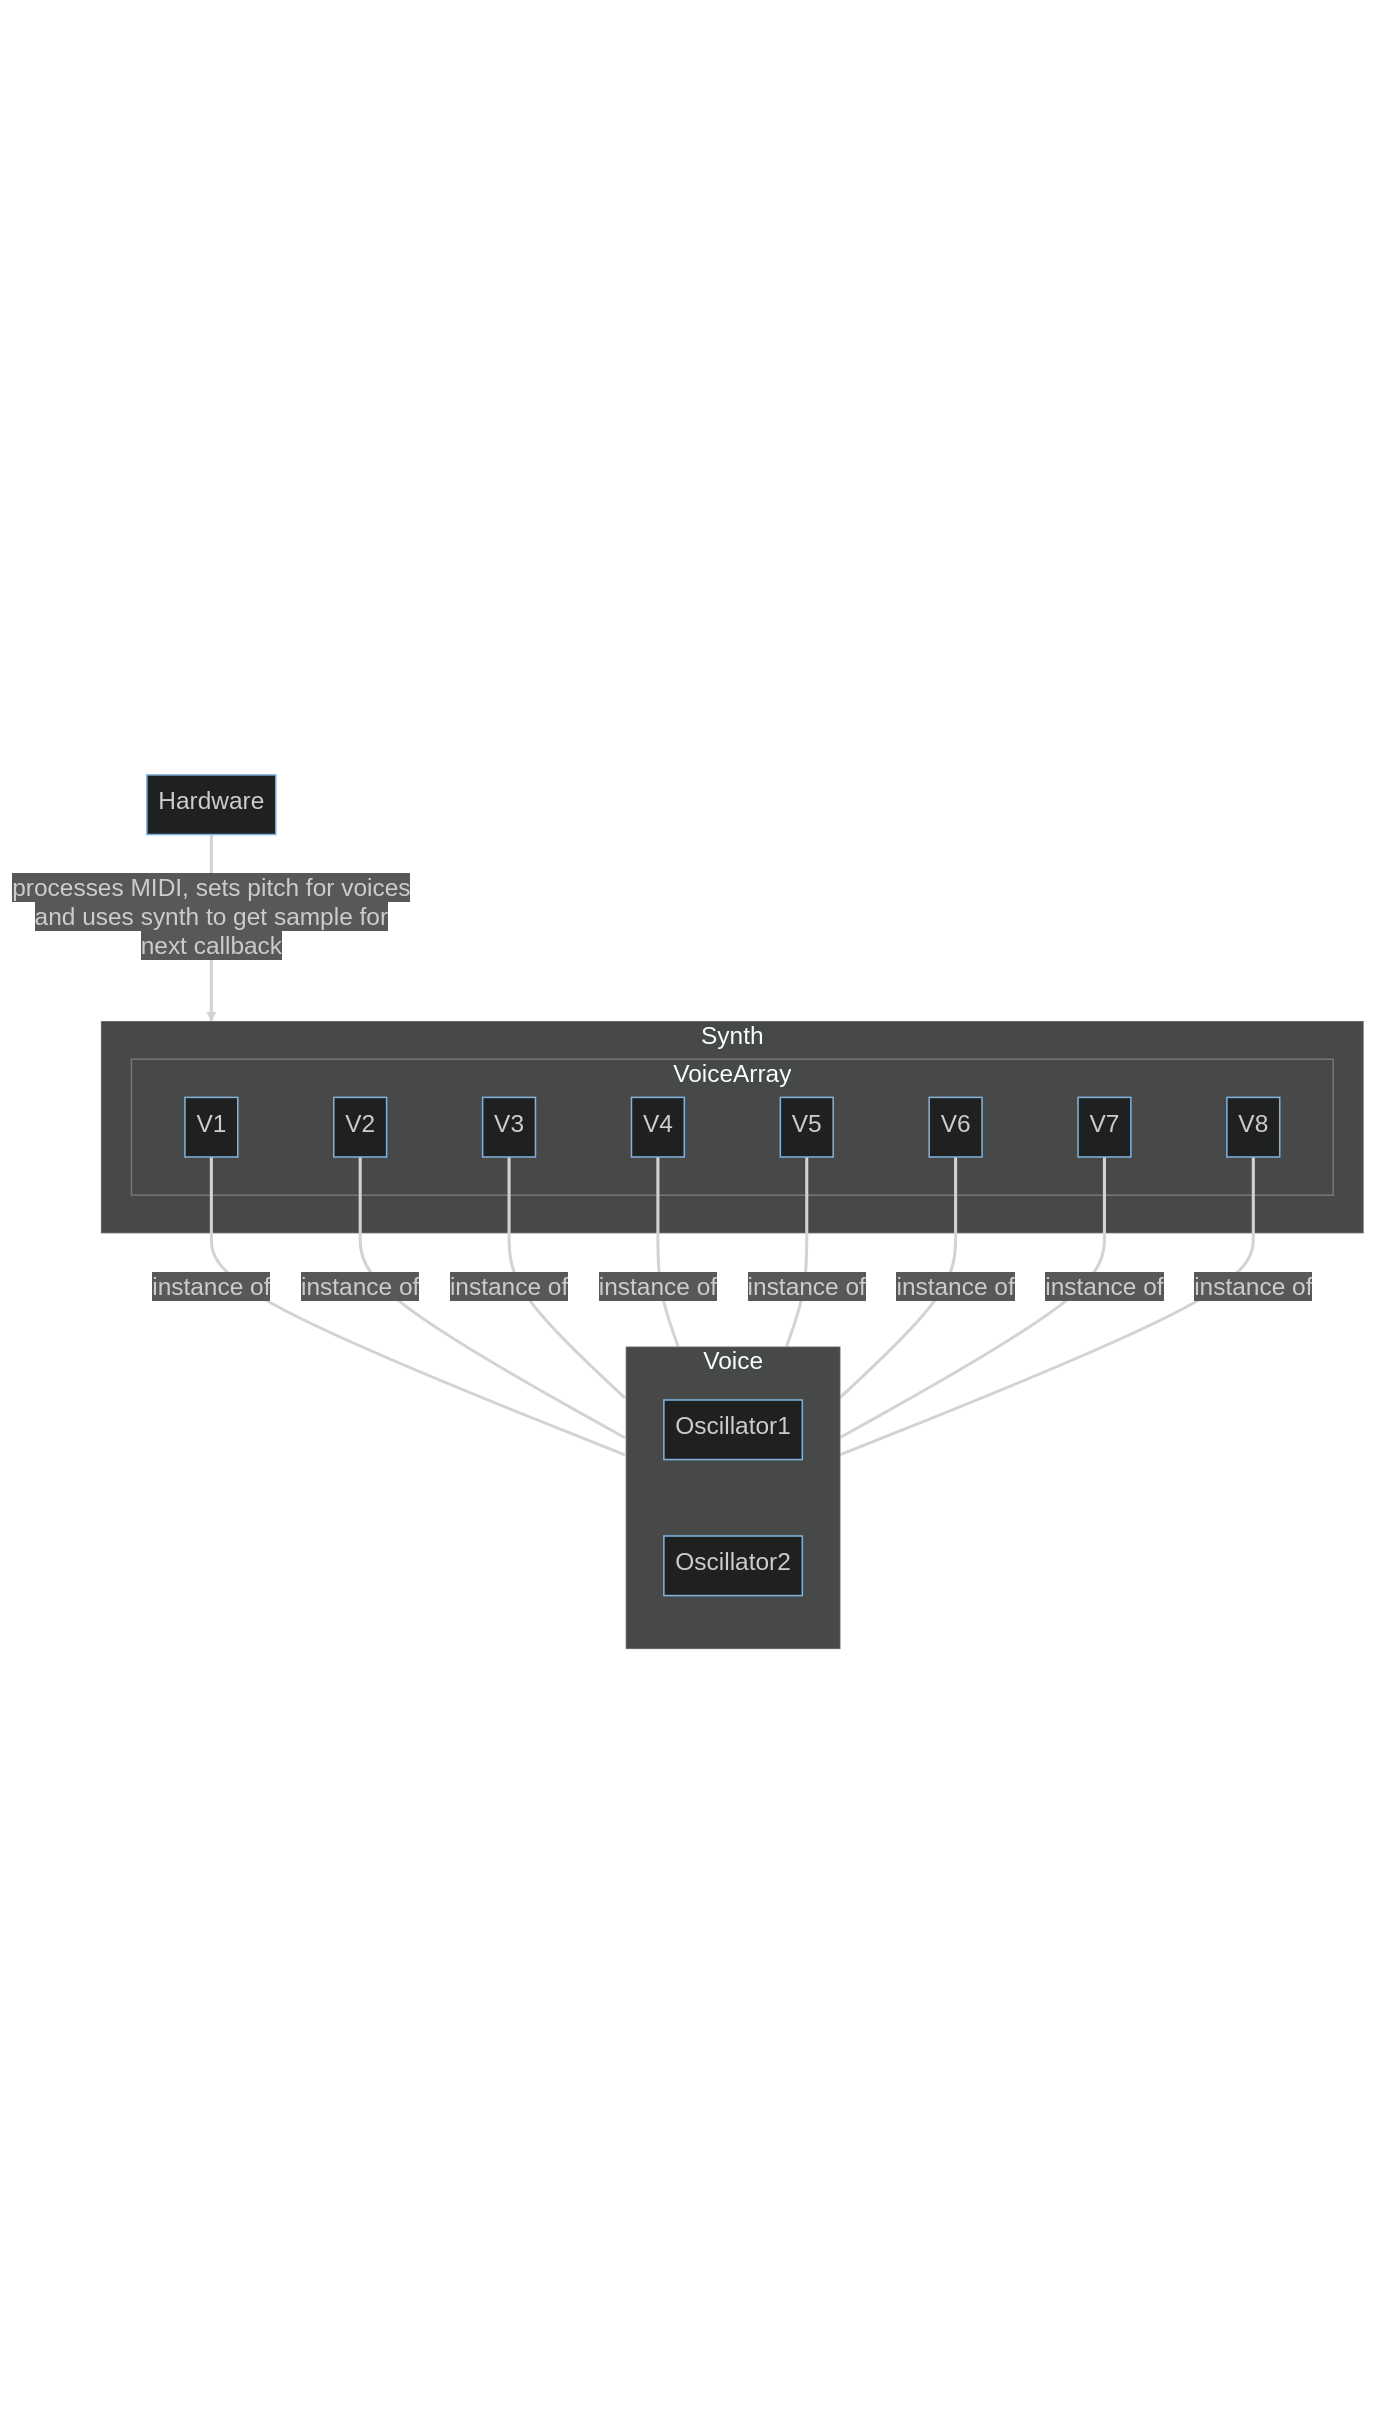 Hardware
processes MIDI, sets pitch for voices
and uses synth to get sample for
next callback
Synth
VoiceArray
V1 V2 V3 V4 V5 V6 V7 V8
instance of instance of instance of instance of instance of instance of instance of instance of
Voice
Oscillator1
Oscillator2